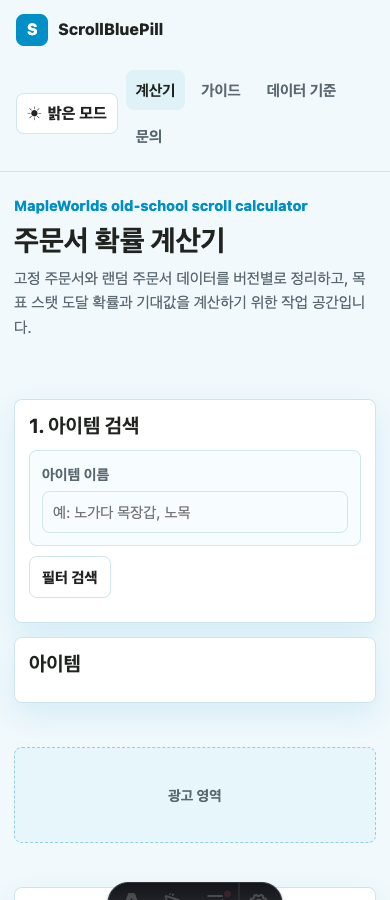 S ScrollBluePill
☀ 밝은 모드
계산기 가이드 데이터 기준
문의
MapleWorlds old-school scroll calculator
주문서 확률 계산기
고정 주문서와 랜덤 주문서 데이터를 버전별로 정리하고, 목
표 스탯 도달 확률과 기대값을 계산하기 위한 작업 공간입니
다.
1. 아이템 검색
아이템 이름
예: 노가다 목장갑, 노목
필터 검색
아이템
광고 영역